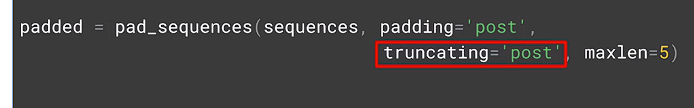 padded = pad_sequences(sequences, padding='post',
truncating='post', maxlen=5)